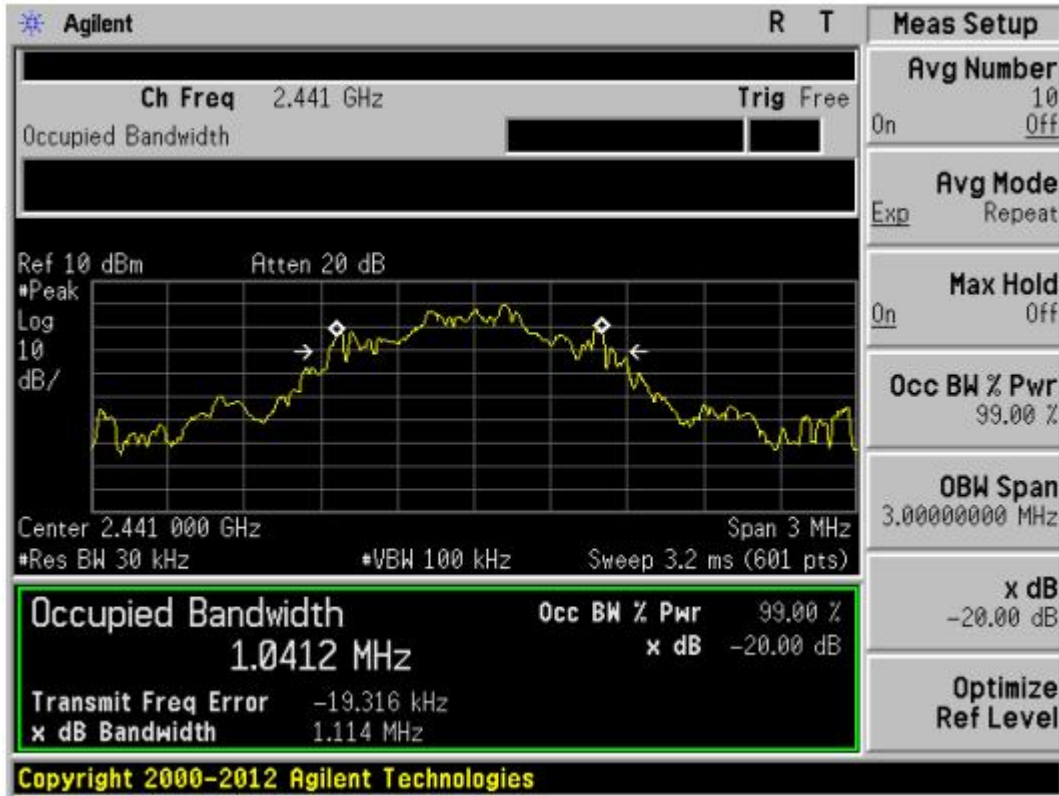 Agilent R T Meas Setup
Ch Freq 2.441 GHz Trig Free
Occupied Bandwidth
Ref 10 dBm Atten 20 dB
#Peak
Log
10
dB/
Center 2.441 000 GHz Span 3 MHz
#Res BW 30 kHz #VBW 100 kHz Sweep 3.2 ms (601 pts)
Occupied Bandwidth Occ BW % Pwr 99.00 %
1.0412 MHz x dB -20.00 dB
Transmit Freq Error -19.316 kHz
x dB Bandwidth 1.114 MHz
Avg Number
10
On Off
Avg Mode
Exp Repeat
Max Hold
On Off
Occ BW % Pwr
99.00 %
OBW Span
3.00000000 MHz
x dB
-20.00 dB
Optimize
Ref Level
Copyright 2000-2012 Agilent Technologies